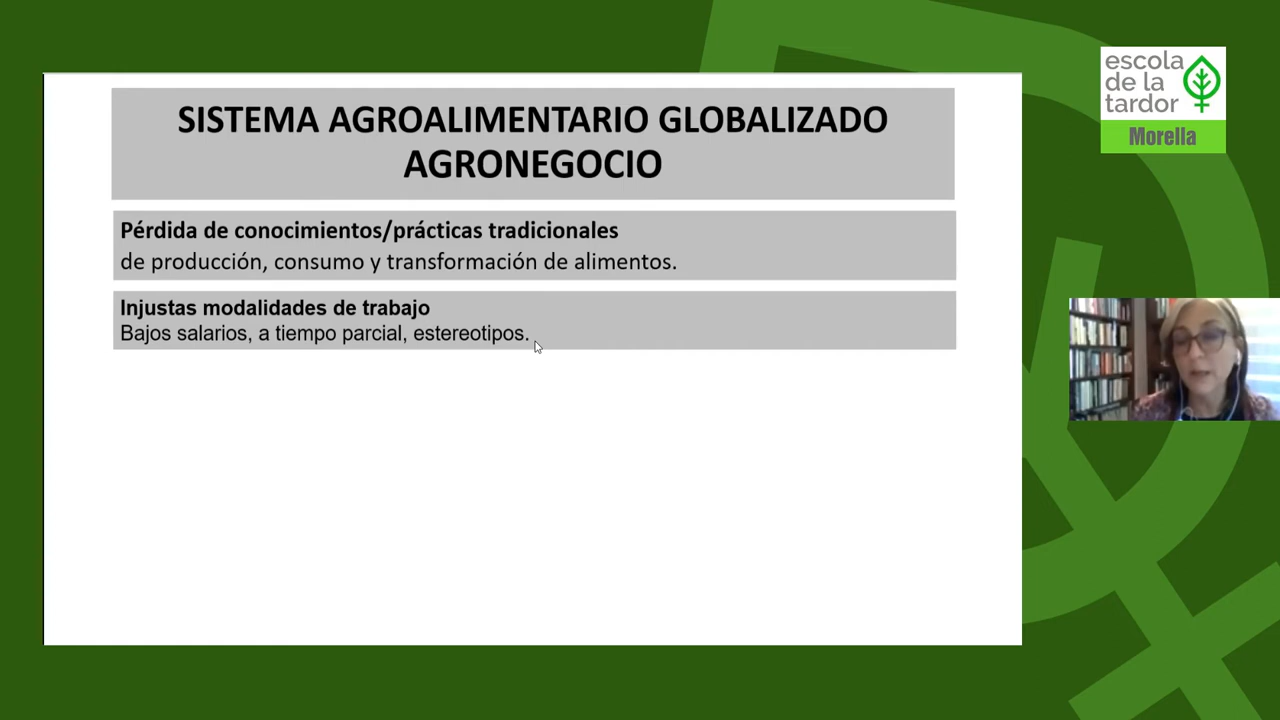 escola
de la
tardor
Morella
SISTEMA AGROALIMENTARIO GLOBALIZADO
AGRONEGOCIO
Pérdida de conocimientos/prácticas tradicionales
de producción, consumo y transformación de alimentos.
Injustas modalidades de trabajo
Bajos salarios, a tiempo parcial, estereotipos.